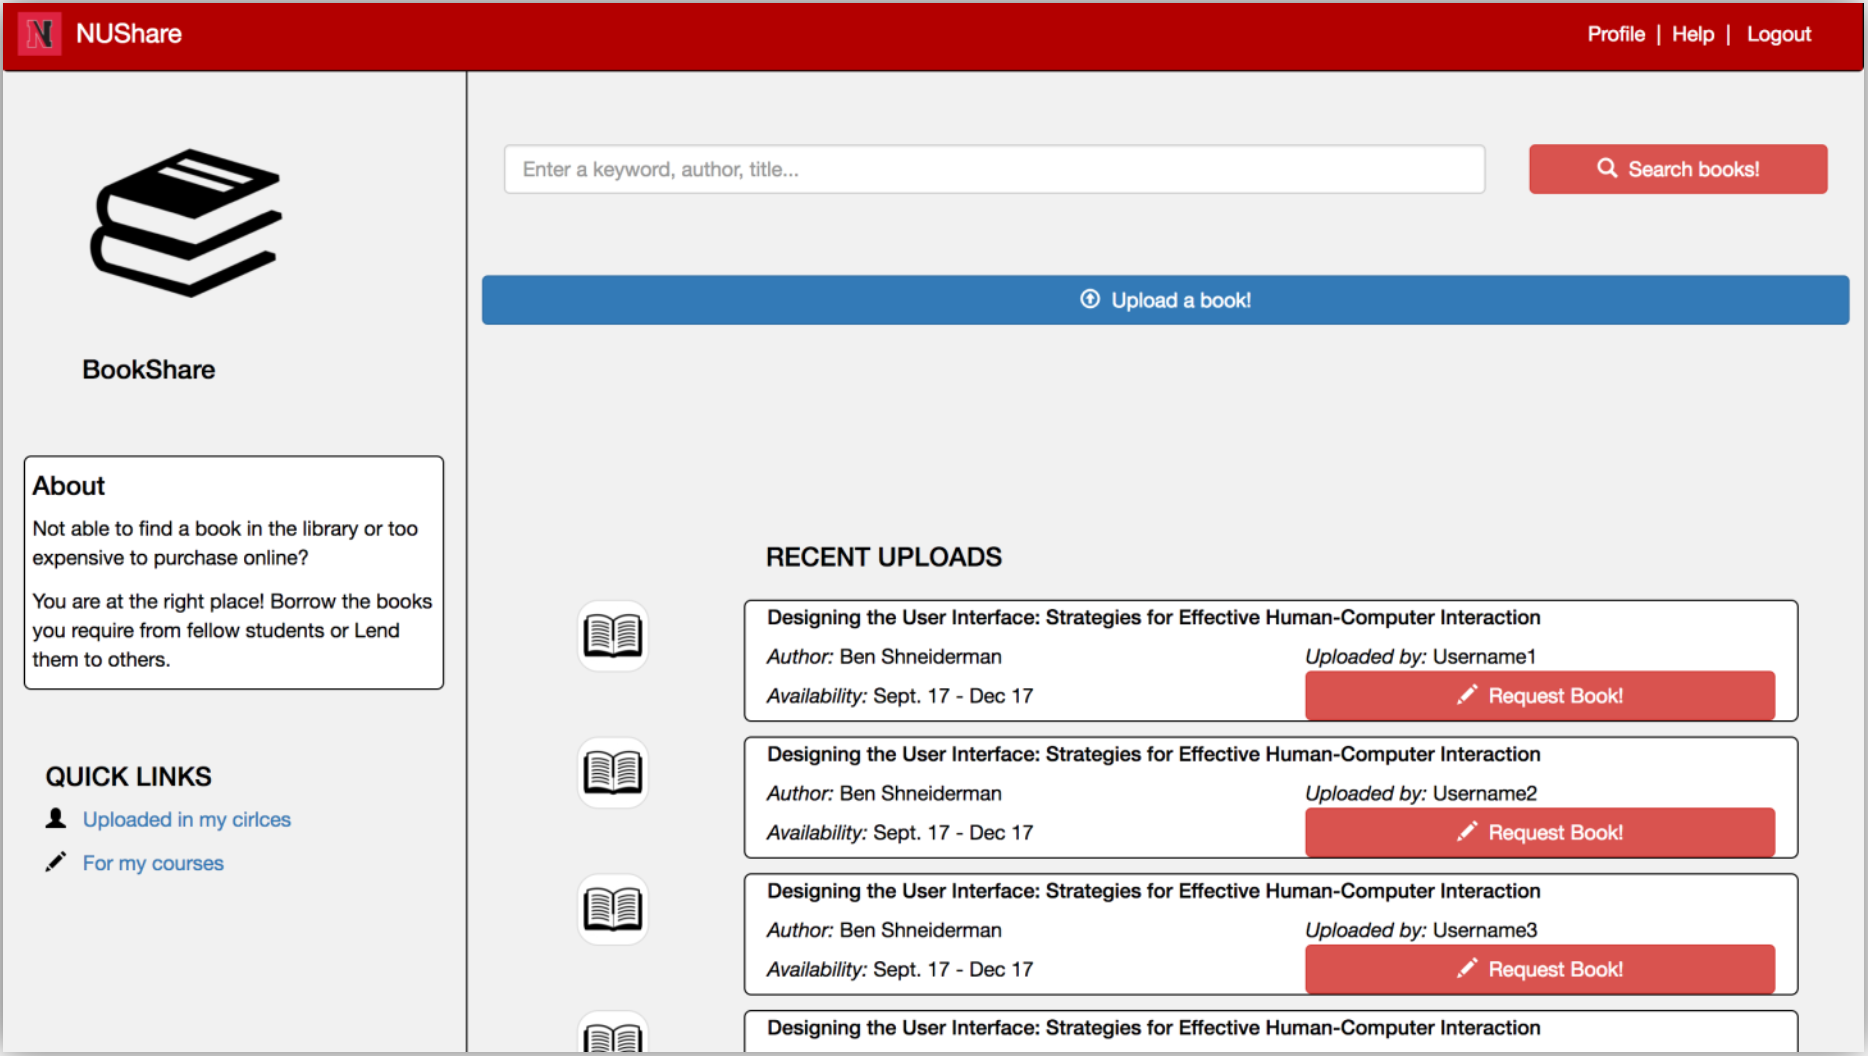 N NUShare
Profile | Help | Logout
BookShare
About
Not able to find a book in the library or too
expensive to purchase online?
You are at the right place! Borrow the books
you require from fellow students or Lend
them to others.
QUICK LINKS
Uploaded in my cirlces
For my courses
Enter a keyword, author, title...
Search books!
Upload a book!
RECENT UPLOADS
Designing the User Interface: Strategies for Effective Human-Computer Interaction
Author: Ben Shneiderman
Uploaded by: Username1
Availability: Sept. 17 - Dec 17
Request Book!
Designing the User Interface: Strategies for Effective Human-Computer Interaction
Author: Ben Shneiderman
Uploaded by: Username2
Availability: Sept. 17 - Dec 17
Request Book!
Designing the User Interface: Strategies for Effective Human-Computer Interaction
Author: Ben Shneiderman
Uploaded by: Username3
Availability: Sept. 17 - Dec 17
Request Book!
Designing the User Interface: Strategies for Effective Human-Computer Interaction